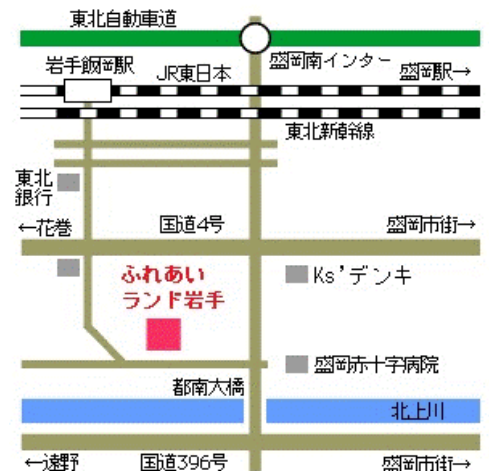 東北自動車道
岩手飯岡駅
JR東日本
盛岡南インター
盛岡駅→
東北新幹線
東北
銀行
←花巻
国道4号
盛岡市街→
ふれあい
ランド岩手
Ks'デンキ
盛岡赤十字病院
都南大橋
北上川
←遠野
国道396号
盛岡市街→